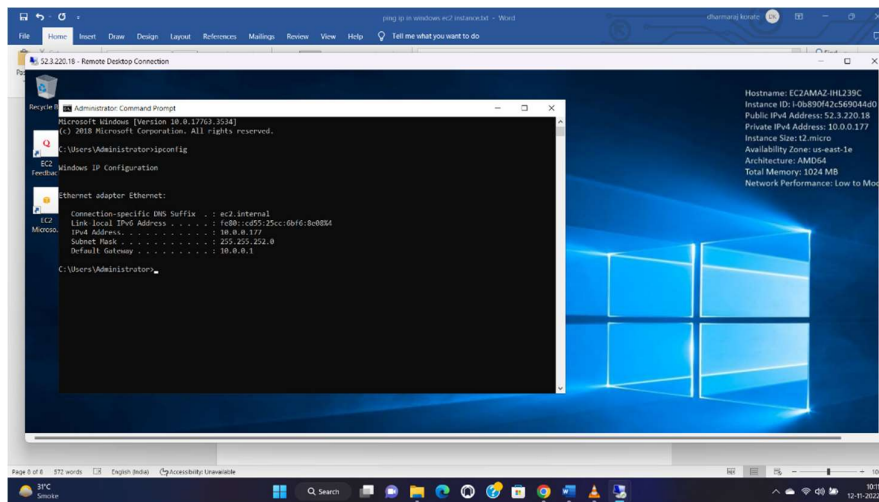 ping ip in windows ec2 instance.txt - Word
dharmaraj korate
DK
File Home Insert Draw Design Layout References Mailings Review View Help Tell me what you want to do
52.3.220.18 - Remote Desktop Connection
Hostname: EC2AMAZ-IHL239C
Instance ID: i-0b890f42c569044d0
Public IPv4 Address: 52.3.220.18
Private IPv4 Address: 10.0.0.177
Instance Size: t2.micro
Availability Zone: us-east-1e
Architecture: AMD64
Total Memory: 1024 MB
Network Performance: Low to Mod
Recycle B
EC2
Feedbac
EC2
Microso.
Administrator: Command Prompt
Microsoft Windows [Version 10.0.17763.3534]
(c) 2018 Microsoft Corporation. All rights reserved.
C:\Users\Administrator>ipconfig
Windows IP Configuration
Ethernet adapter Ethernet:
Connection-specific DNS Suffix . : ec2.internal
Link-local IPv6 Address . . . . . : fe80::cd55:25cc:6bf6:8e08%4
IPv4 Address. . . . . . . . . . . : 10.0.0.177
Subnet Mask . . . . . . . . . . . : 255.255.252.0
Default Gateway . . . . . . . . . : 10.0.0.1
C:\Users\Administrator>
Page 8 of 8 572 words English (India) Accessibility: Unavailable
31°C
Smoke
Search
12-11-2022